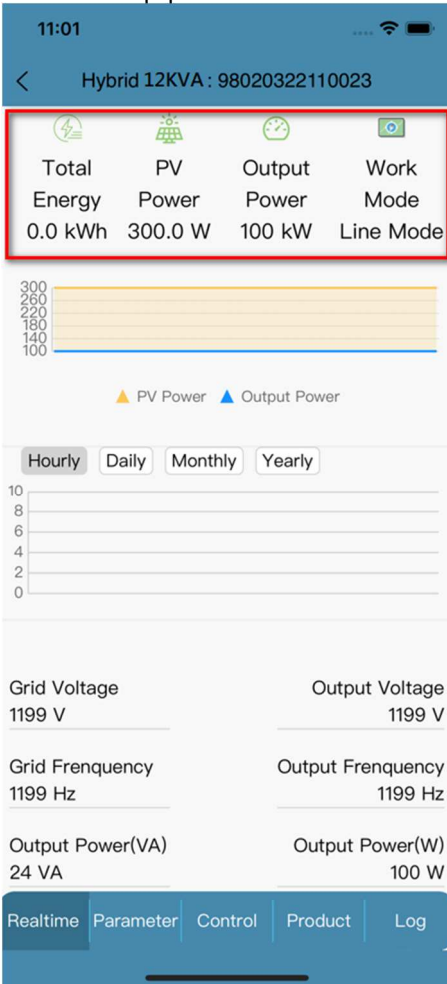 11:01
Hybrid 12KVA : 98020322110023
Total Energy 0.0 kWh
PV Power 300.0 W
Output Power 100 kW
Work Mode Line Mode
300
260
220
180
140
100
PV Power Output Power
Hourly Daily Monthly Yearly
10
8
6
4
2
0
Grid Voltage Output Voltage
1199 V 1199 V
Grid Frenquency Output Frenquency
1199 Hz 1199 Hz
Output Power(VA) Output Power(W)
24 VA 100 W
Realtime Parameter Control Product Log